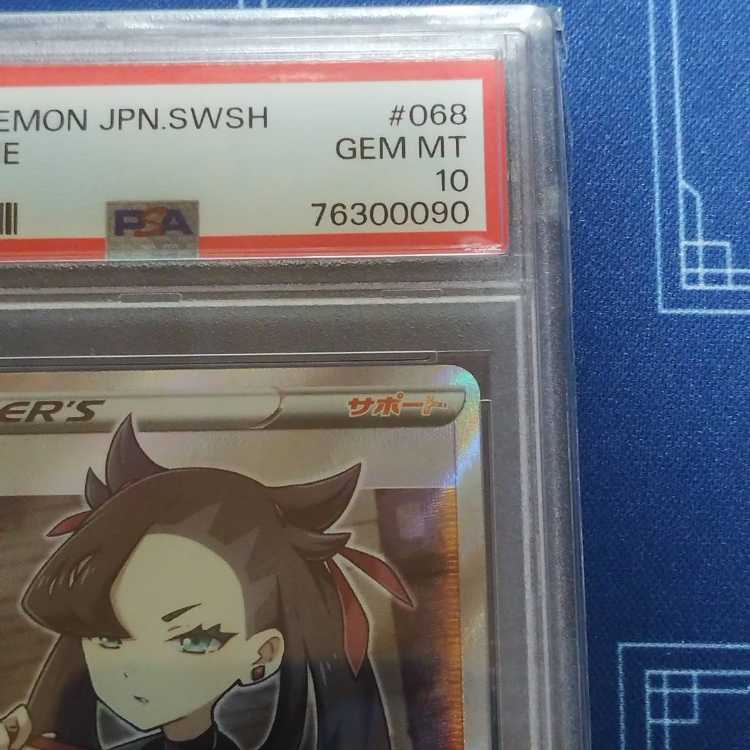 EMON JPN.SWSH #068
E GEM MT
10
PSA 76300090
ER'S サポート